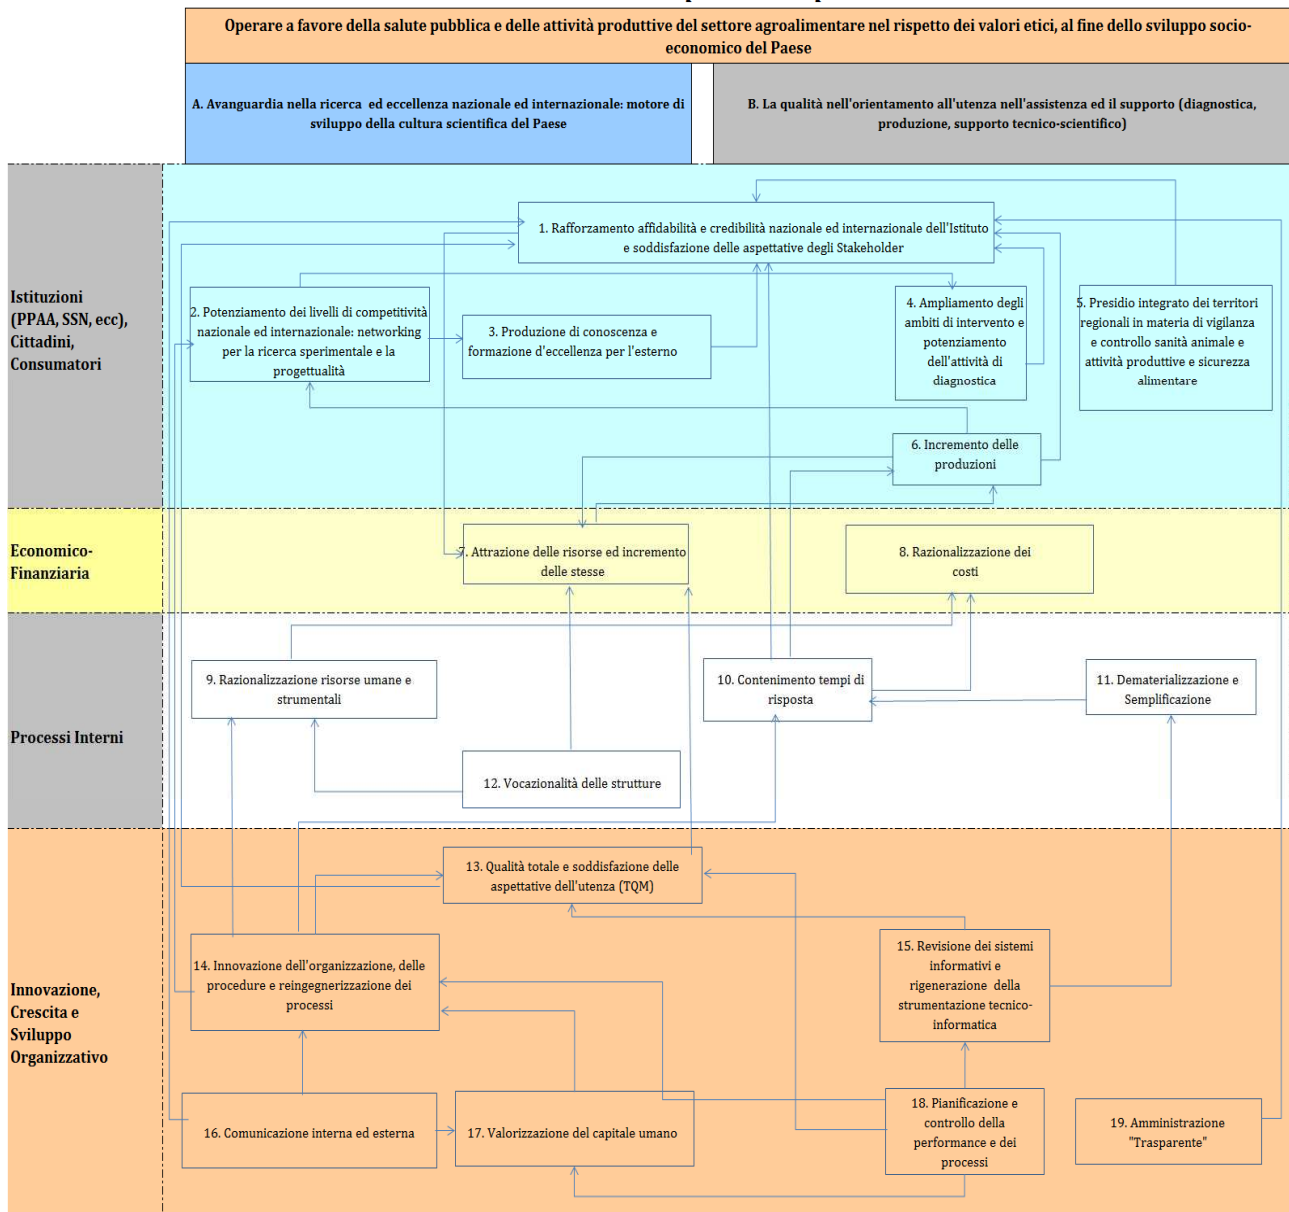 Operare a favore della salute pubblica e delle attività produttive del settore agroalimentare nel rispetto dei valori etici, al fine dello sviluppo socio-
economico del Paese
A. Avanguardia nella ricerca ed eccellenza nazionale ed internazionale: motore di
sviluppo della cultura scientifica del Paese
B. La qualità nell'orientamento all'utenza nell'assistenza ed il supporto (diagnostica,
produzione, supporto tecnico-scientifico)
Istituzioni
(PPAA, SSN, ecc),
Cittadini,
Consumatori
1. Rafforzamento affidabilità e credibilità nazionale ed internazionale dell'Istituto
e soddisfazione delle aspettative degli Stakeholder
2. Potenziamento dei livelli di competitività
nazionale ed internazionale: networking
per la ricerca sperimentale e la
progettualità
3. Produzione di conoscenza e
formazione d'eccellenza per l'esterno
4. Ampliamento degli
ambiti di intervento e
potenziamento
dell'attività di
diagnostica
5. Presidio integrato dei territori
regionali in materia di vigilanza
e controllo sanità animale e
attività produttive e sicurezza
alimentare
6. Incremento delle
produzioni
Economico-
Finanziaria
7. Attrazione delle risorse ed incremento
delle stesse
8. Razionalizzazione dei
costi
Processi Interni
9. Razionalizzazione risorse umane e
strumentali
10. Contenimento tempi di
risposta
11. Dematerializzazione e
Semplificazione
12. Vocazionalità delle strutture
Innovazione,
Crescita e
Sviluppo
Organizzativo
13. Qualità totale e soddisfazione delle
aspettative dell'utenza (TQM)
14. Innovazione dell'organizzazione, delle
procedure e reingegnerizzazione dei
processi
15. Revisione dei sistemi
informativi e
rigenerazione della
strumentazione tecnico-
informatica
16. Comunicazione interna ed esterna
17. Valorizzazione del capitale umano
18. Pianificazione e
controllo della
performance e dei
processi
19. Amministrazione
"Trasparente"